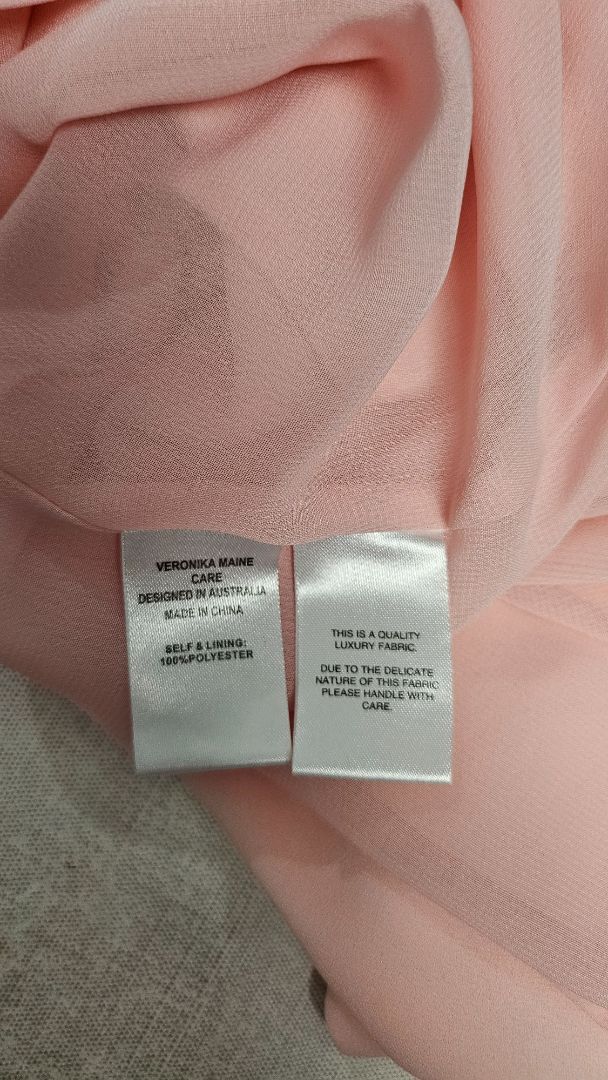 VERONIKA MAINE
CARE
DESIGNED IN AUSTRALIA
MADE IN CHINA
SELF & LINING:
100%POLYESTER
THIS IS A QUALITY
LUXURY FABRIC.
DUE TO THE DELICATE
NATURE OF THIS FABRIC
PLEASE HANDLE WITH
CARE.